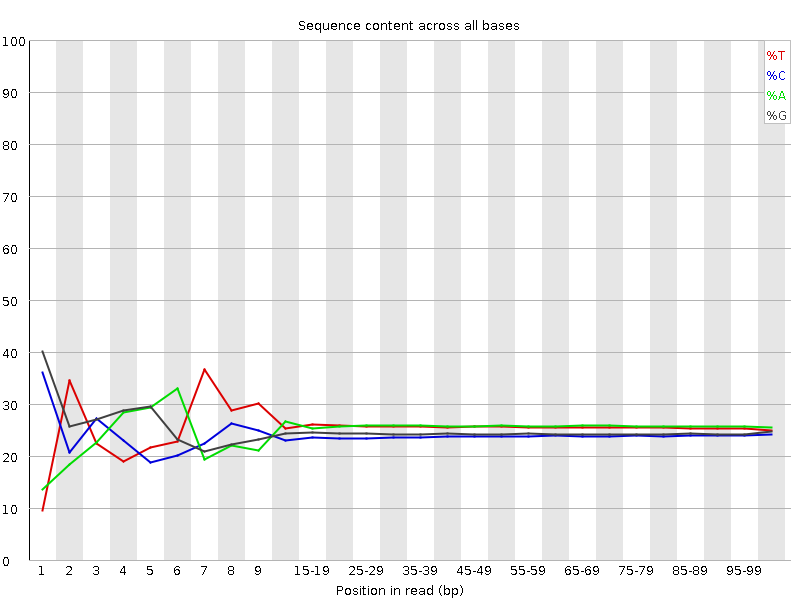 Sequence content across all bases
100
90
80
70
60
50
40
30
20
10
0
%T
%C
%A
%G
1 2 3 4 5 6 7 8 9 15-19 25-29 35-39 45-49 55-59 65-69 75-79 85-89 95-99
Position in read (bp)